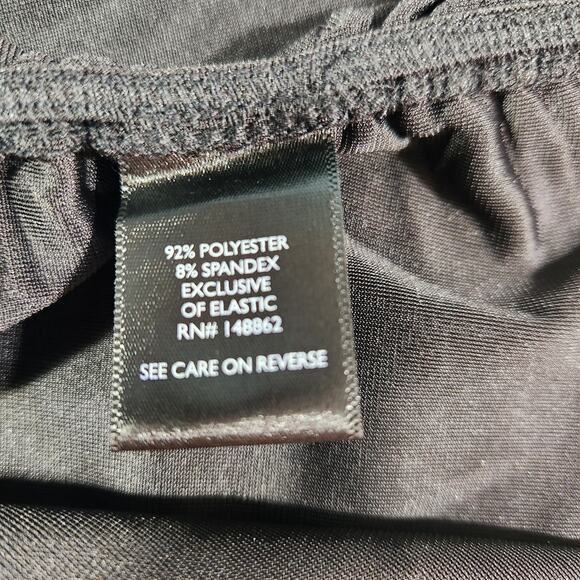 92% POLYESTER
8% SPANDEX
EXCLUSIVE
OF ELASTIC
RN# 148862
SEE CARE ON REVERSE